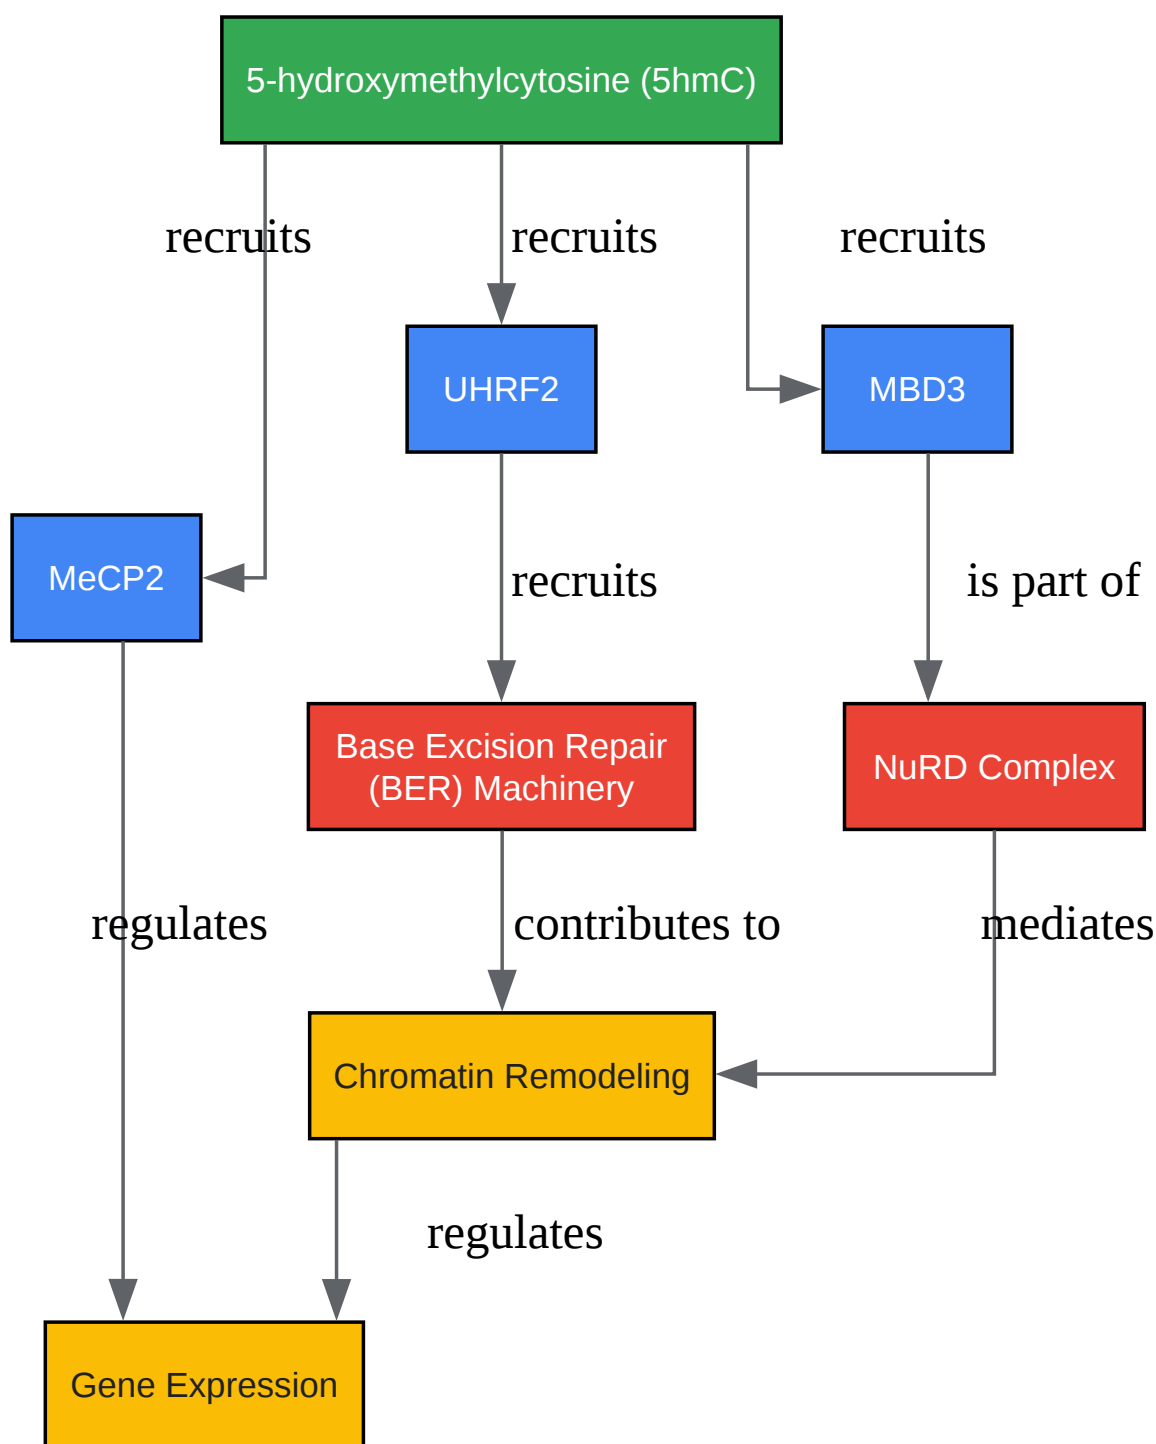 5-hydroxymethylcytosine (5hmC)
recruits
recruits
recruits
UHRF2
MBD3
MeCP2
recruits
is part of
Base Excision Repair
(BER) Machinery
NuRD Complex
regulates
contributes to
mediates
Chromatin Remodeling
regulates
Gene Expression